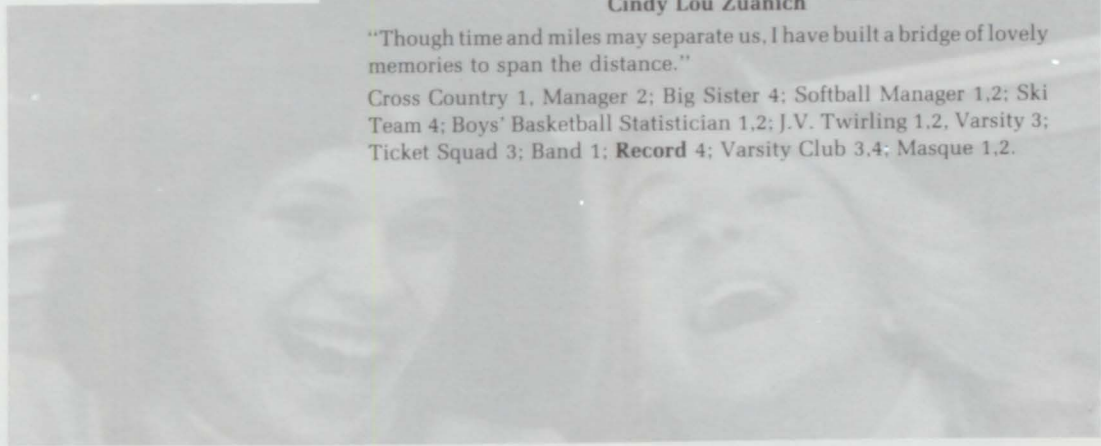 Cindy Lou Zuanich
"Though time and miles may separate us, I have built a bridge of lovely
memories to span the distance."
Cross Country 1, Manager 2; Big Sister 4; Softball Manager 1,2; Ski
Team 4; Boys' Basketball Statistician 1,2; J.V. Twirling 1,2, Varsity 3;
Ticket Squad 3; Band 1; Record 4; Varsity Club 3,4; Masque 1,2.